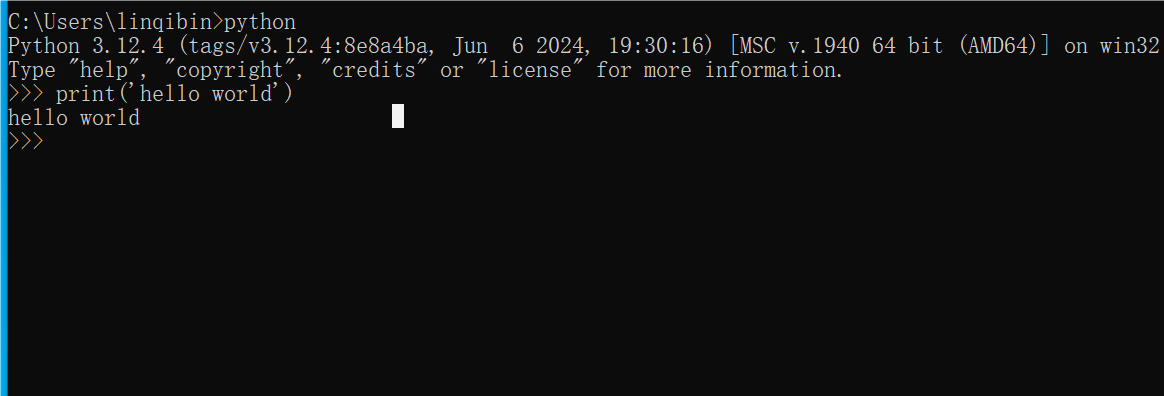 C:\Users\linqibin>python
Python 3.12.4 (tags/v3.12.4:8e8a4ba, Jun  6 2024, 19:30:16) [MSC v.1940 64 bit (AMD64)] on win32
Type "help", "copyright", "credits" or "license" for more information.
>>> print('hello world')
hello world
>>>